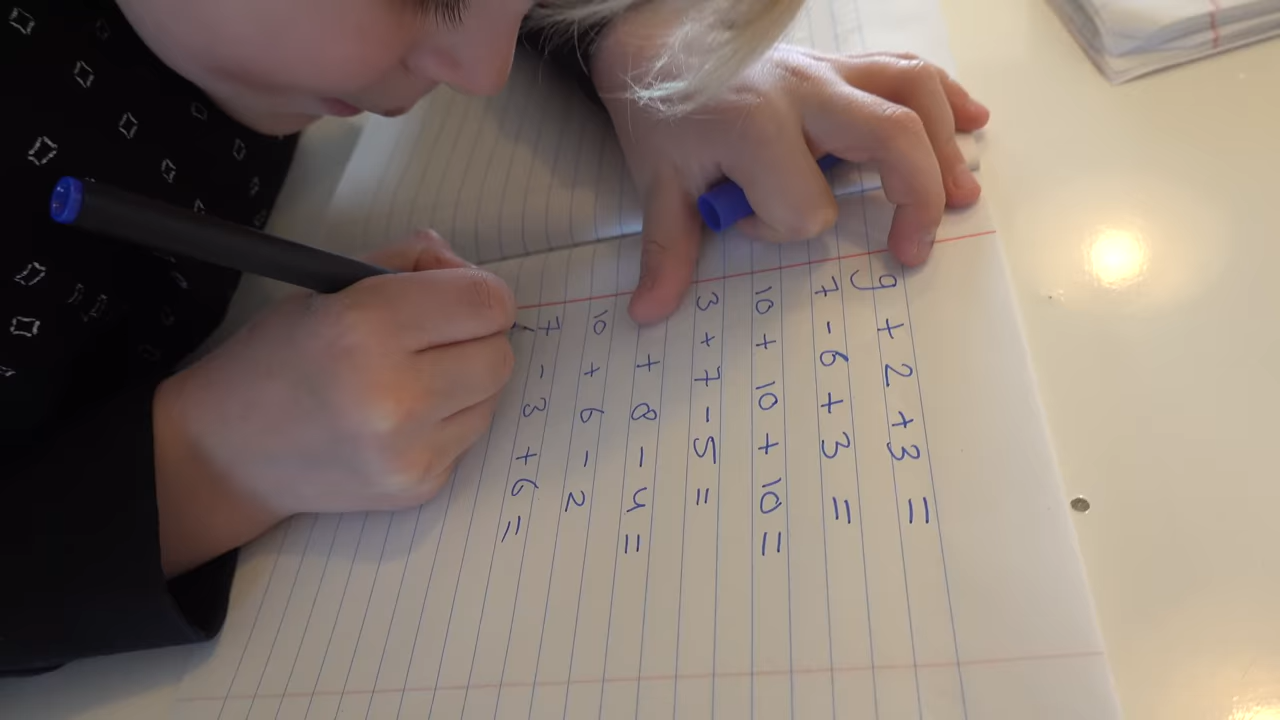 9 + 2 + 3 =
7 - 6 + 3 =
10 + 10 + 10 =
3 + 7 - 5 =
+ 8 - 4 =
10 + 6 - 2
7 - 3 + 6 =